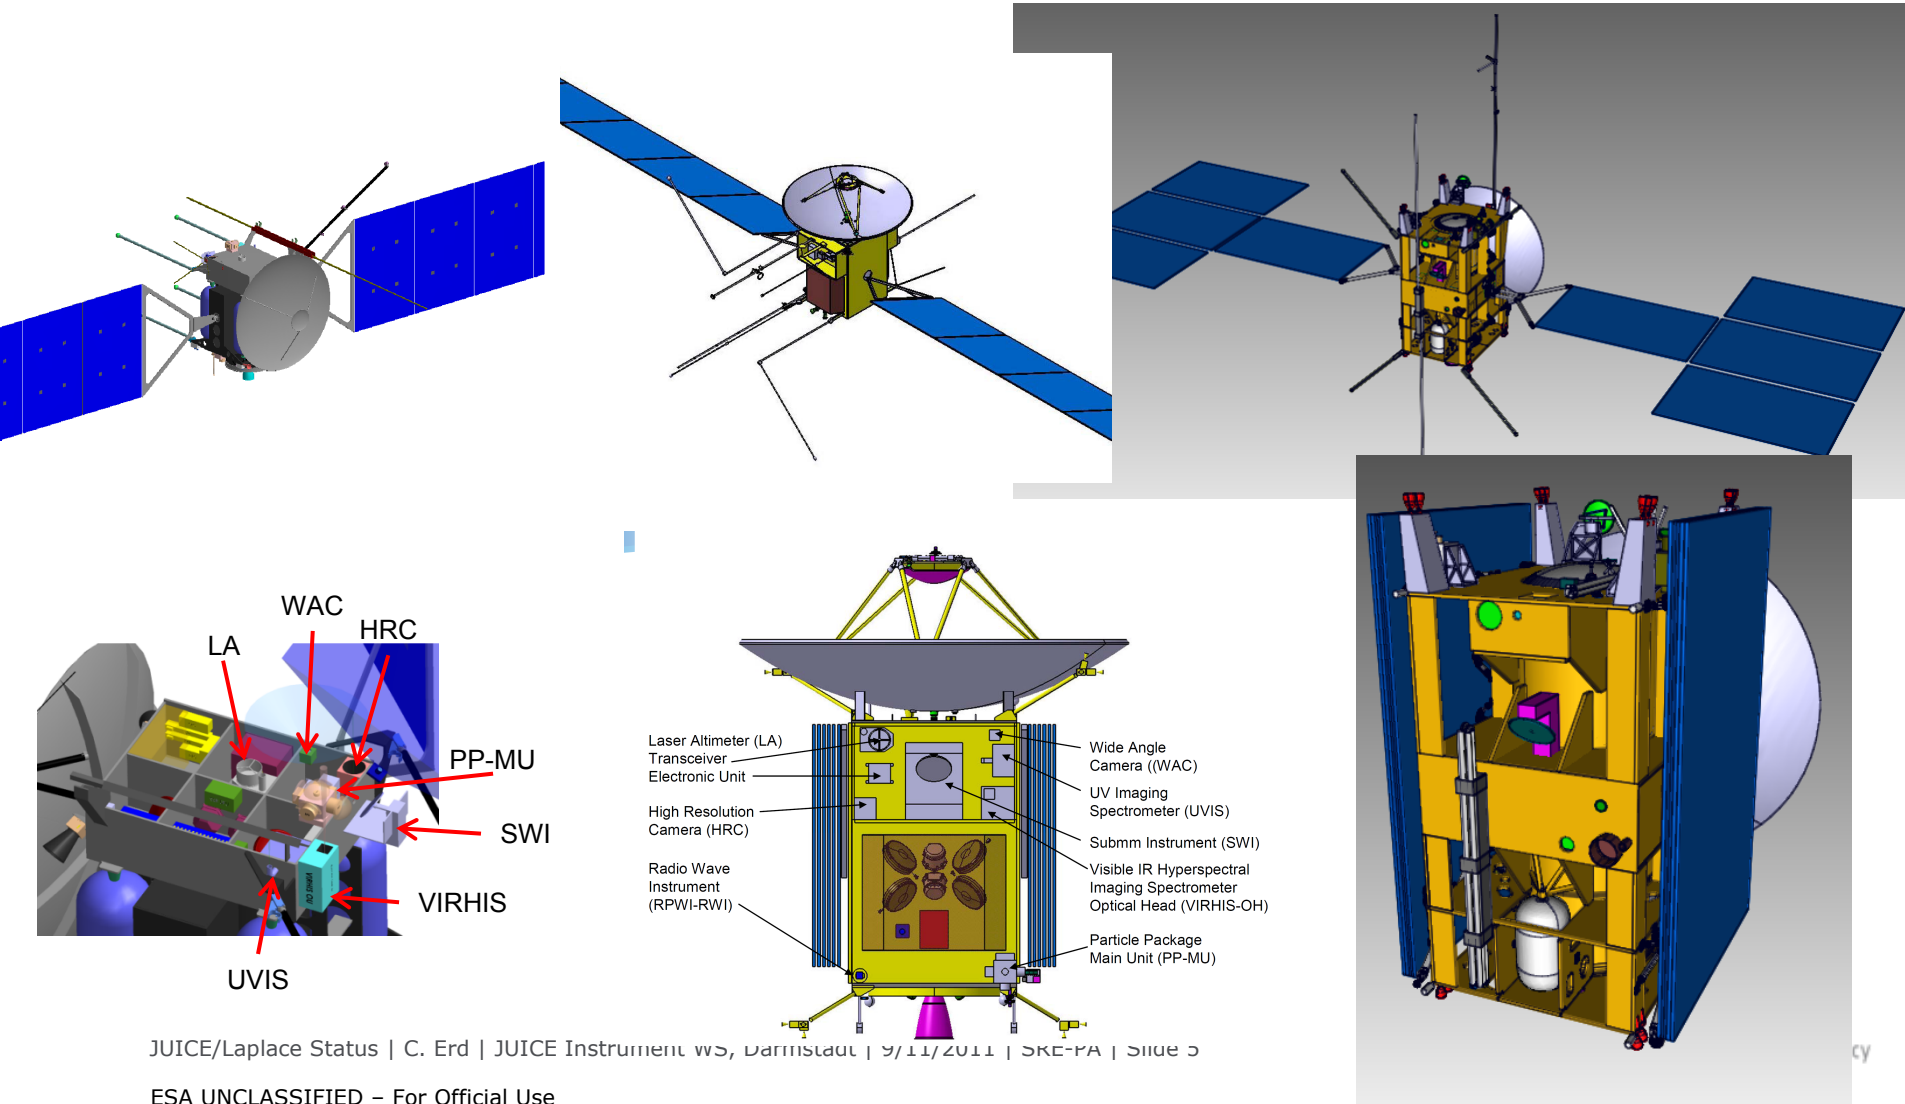 WAC
HRC
LA
PP-MU
SWI
VIRHIS
UVIS
VIRHIS OU
Laser Altimeter (LA)
Transceiver
Electronic Unit
High Resolution
Camera (HRC)
Radio Wave
Instrument
(RPWI-RWI)
Wide Angle
Camera ((WAC)
UV Imaging
Spectrometer (UVIS)
Submm Instrument (SWI)
Visible IR Hyperspectral
Imaging Spectrometer
Optical Head (VIRHIS-OH)
Particle Package
Main Unit (PP-MU)
JUICE/Laplace Status | C. Erd | JUICE Instrument WS, Darmstadt | 9/11/2011 | SRE-PA | Slide 5
cy
ESA UNCLASSIFIED – For Official Use